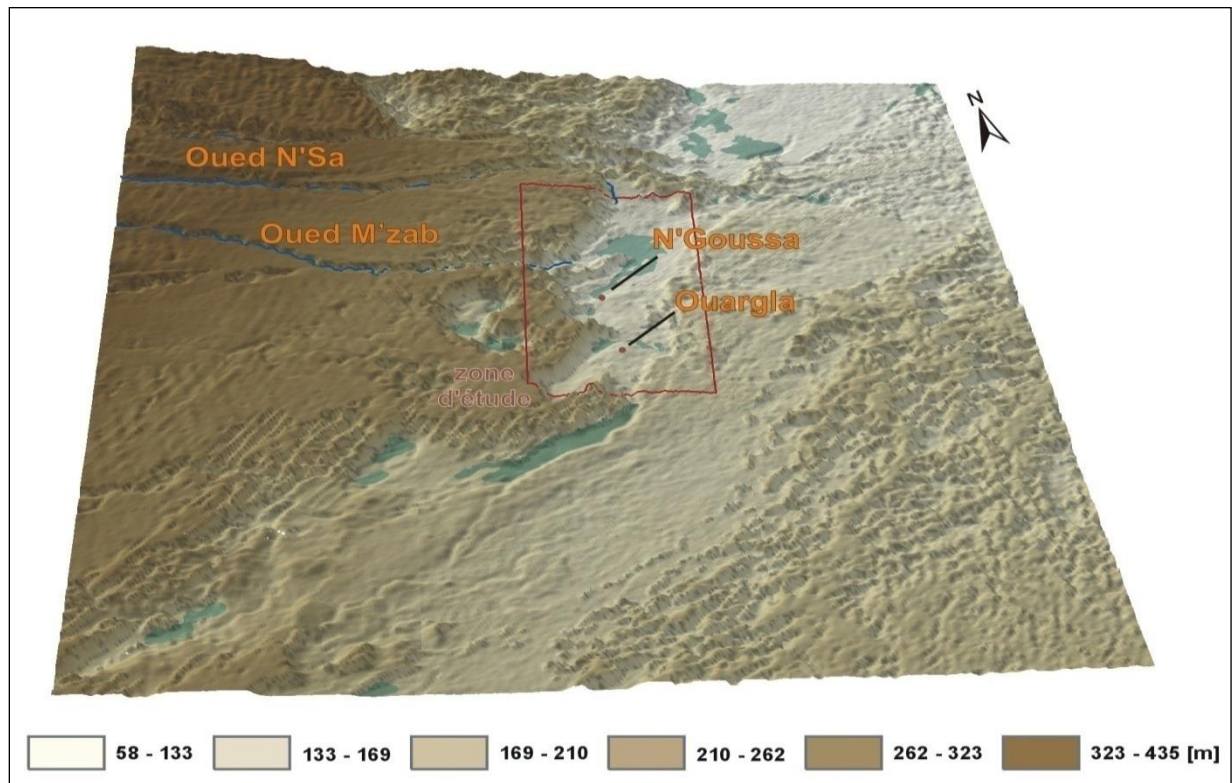 N
Oued N'Sa
Oued M'zab
N'Goussa
Ouargla
zone
d'étude
58 - 133
133 - 169
169 - 210
210 - 262
262 - 323
323 - 435 [m]